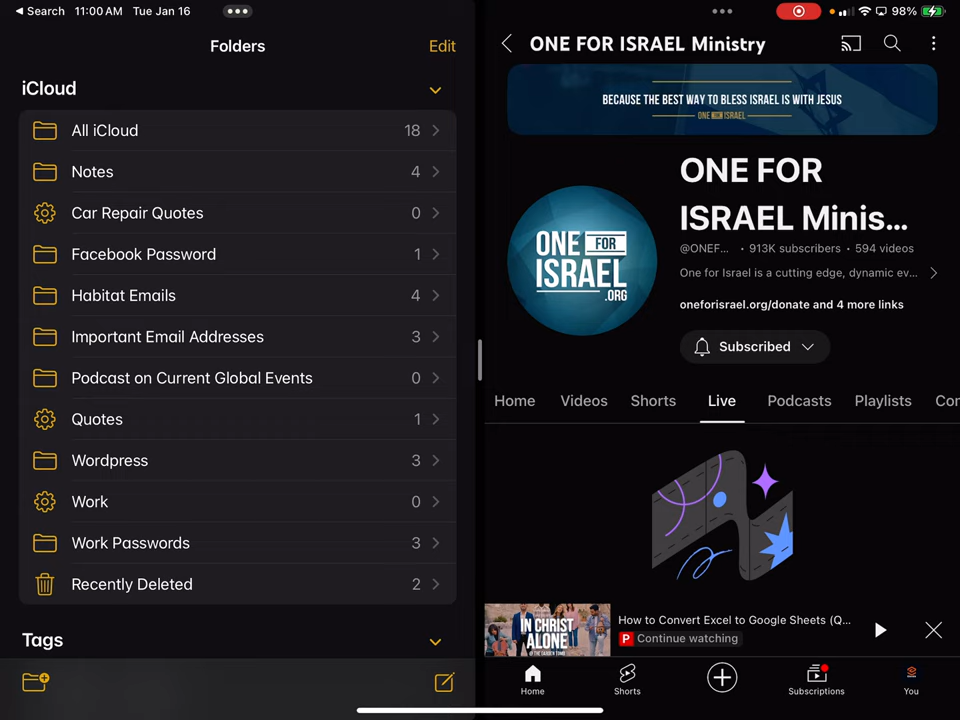 Search 11:00 AM Tue Jan 16
Folders
Edit
iCloud
All iCloud 18
Notes 4
Car Repair Quotes 0
Facebook Password 1
Habitat Emails 4
Important Email Addresses 3
Podcast on Current Global Events 0
Quotes 1
Wordpress 3
Work 0
Work Passwords 3
Recently Deleted 2
Tags
98%
ONE FOR ISRAEL Ministry
BECAUSE THE BEST WAY TO BLESS ISRAEL IS WITH JESUS
ONE FOR ISRAEL
ONE FOR
ISRAEL
.ORG
ONE FOR
ISRAEL Minis...
@ONEF... • 913K subscribers • 594 videos
One for Israel is a cutting edge, dynamic ev...
oneforisrael.org/donate and 4 more links
Subscribed
Home Videos Shorts Live Podcasts Playlists Cor
IN CHRIST
ALONE
How to Convert Excel to Google Sheets (Q...
P Continue watching
Home Shorts Subscriptions You